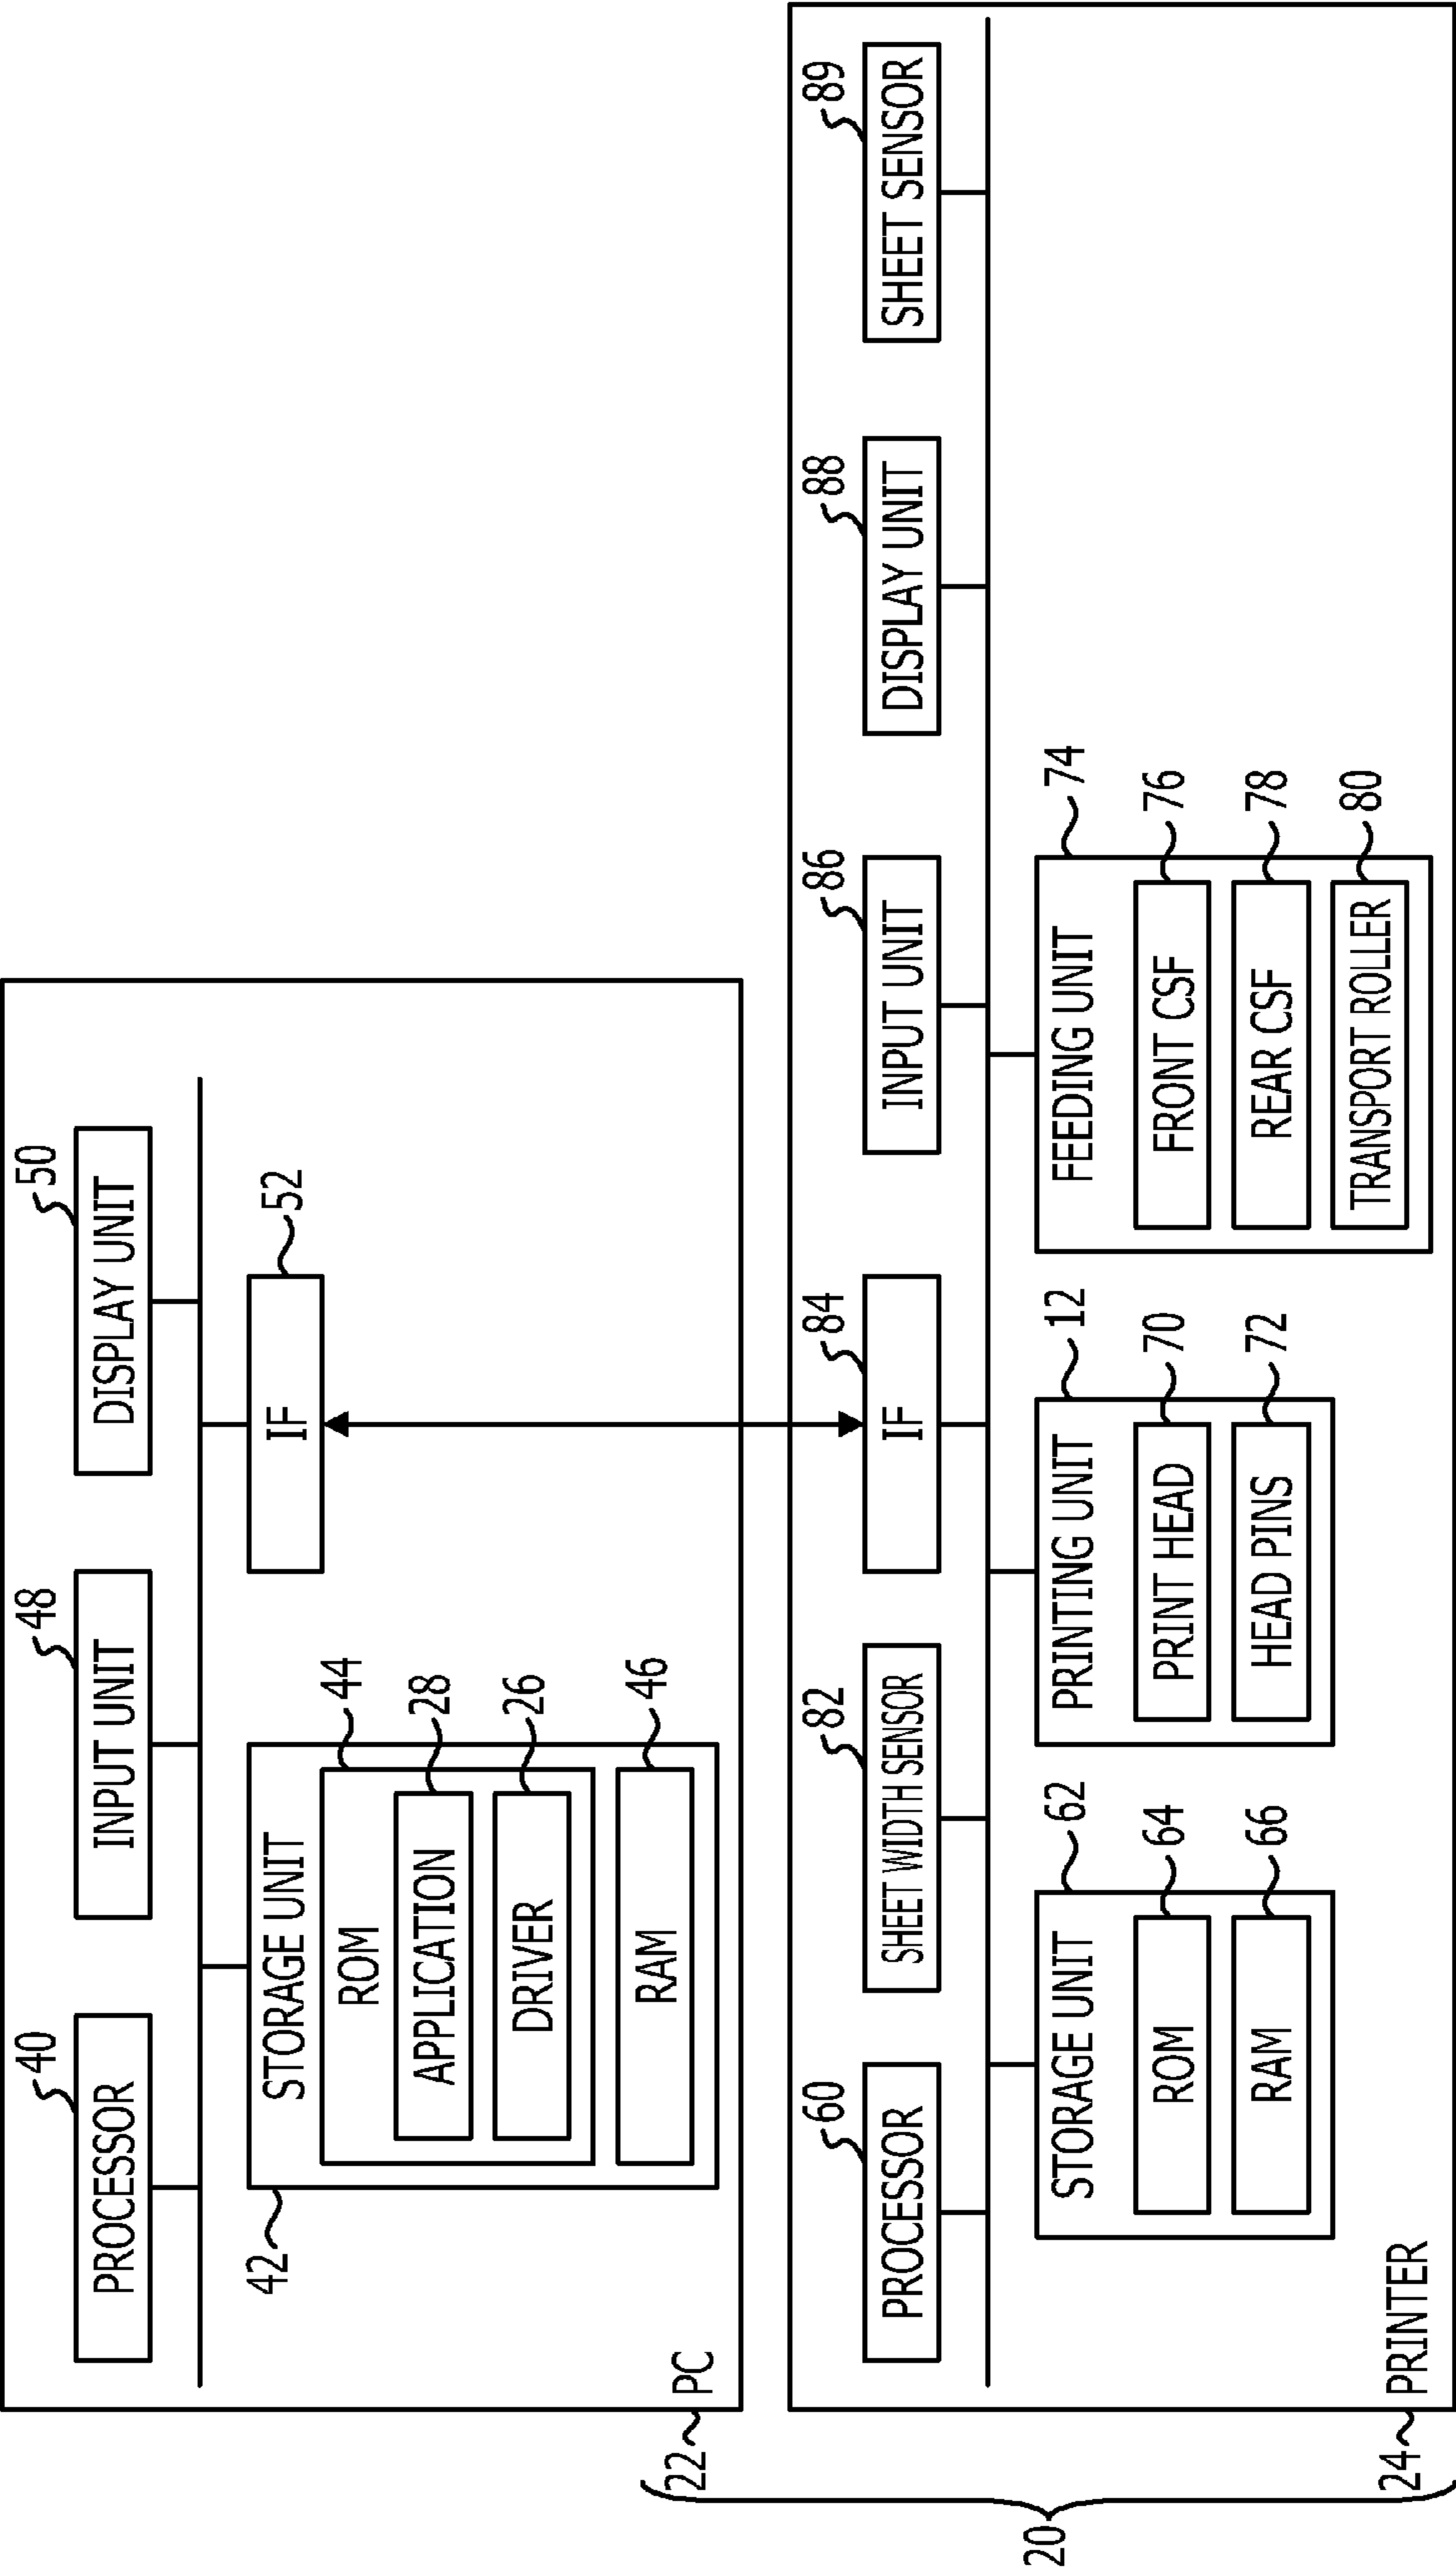 20
22
PC
40
PROCESSOR
48
INPUT UNIT
50
DISPLAY UNIT
42
STORAGE UNIT
44
ROM
28
APPLICATION
26
DRIVER
46
RAM
52
IF
24
PRINTER
60
PROCESSOR
82
SHEET WIDTH SENSOR
84
IF
86
INPUT UNIT
88
DISPLAY UNIT
89
SHEET SENSOR
62
STORAGE UNIT
64
ROM
66
RAM
12
PRINTING UNIT
70
PRINT HEAD
72
HEAD PINS
74
FEEDING UNIT
76
FRONT CSF
78
REAR CSF
80
TRANSPORT ROLLER